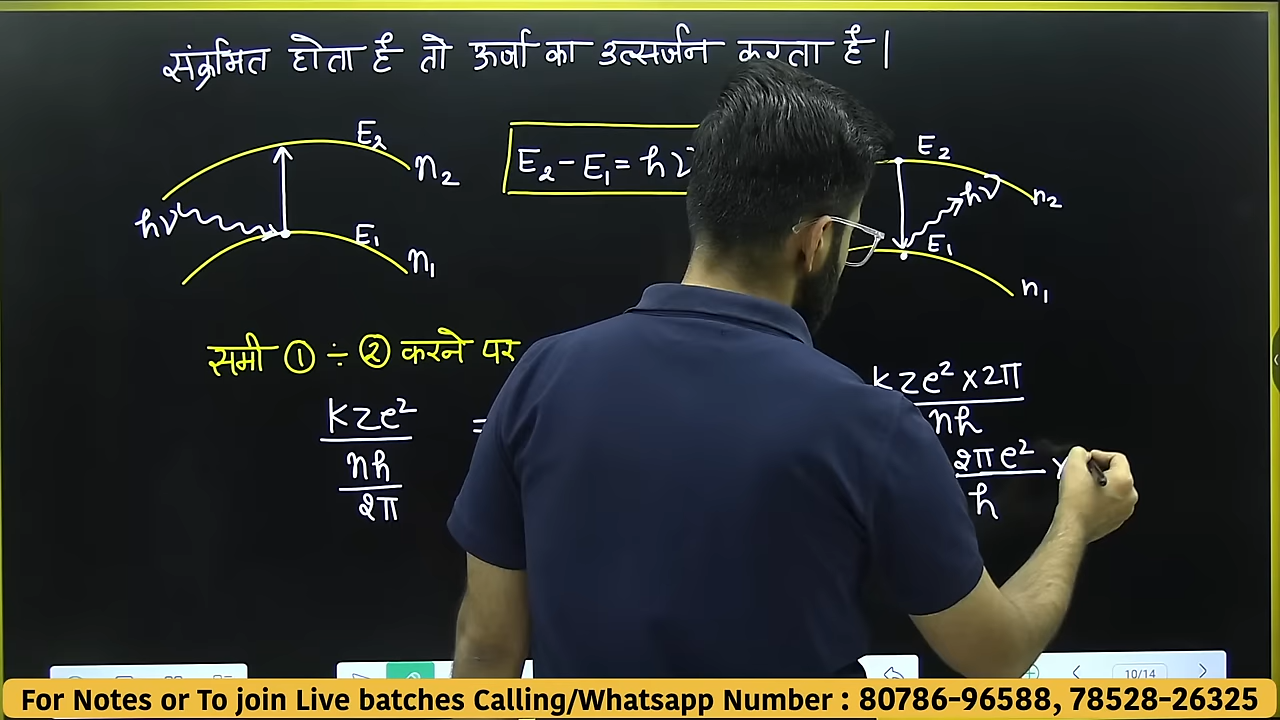 संक्रमित होता है तो ऊर्जा का उत्सर्जन करता है।
E₂
n₂
hν
E₁
n₁
E₂ − E₁ = hν
E₂
n₂
hν
E₁
n₁
समी ① ÷ ② करने पर
KZe²
nh
2π
=
KZe² × 2π
nh
2πe²
h
×
10/14
For Notes or To join Live batches Calling/Whatsapp Number : 80786-96588, 78528-26325